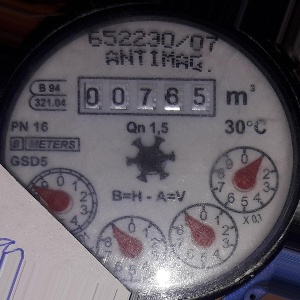 652230/07
ANTIMAG.
B 94
321.04
00765 m³
PN 16
Qn 1,5
30°C
B METERS
GSD5
B=H - A=V
X 0.1